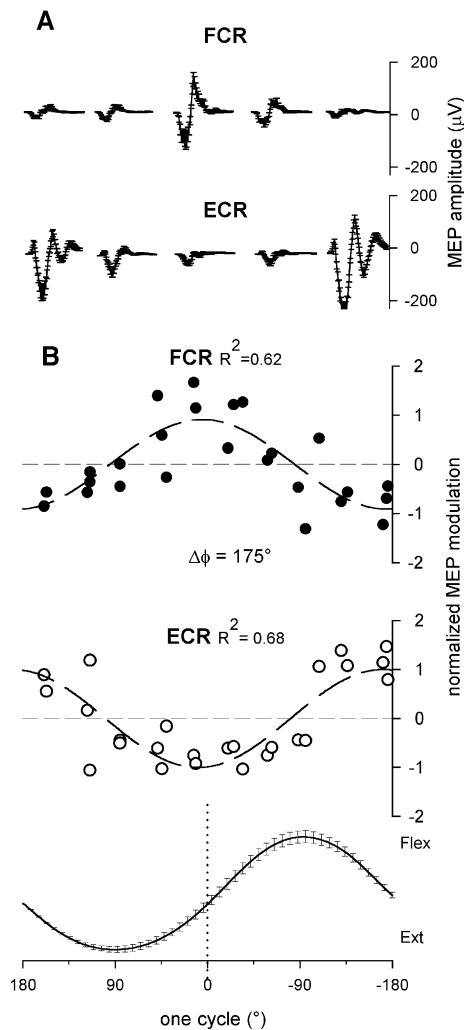 A
FCR
200
0
-200
MEP amplitude (µV)
ECR
200
0
200
B
FCR R²=0.62
2
1
0
-1
-2
Δϕ = 175°
normalized MEP modulation
ECR R²= 0.68
2
1
0
-1
-2
Flex
Ext
180 90 0 -90 -180
one cycle (°)